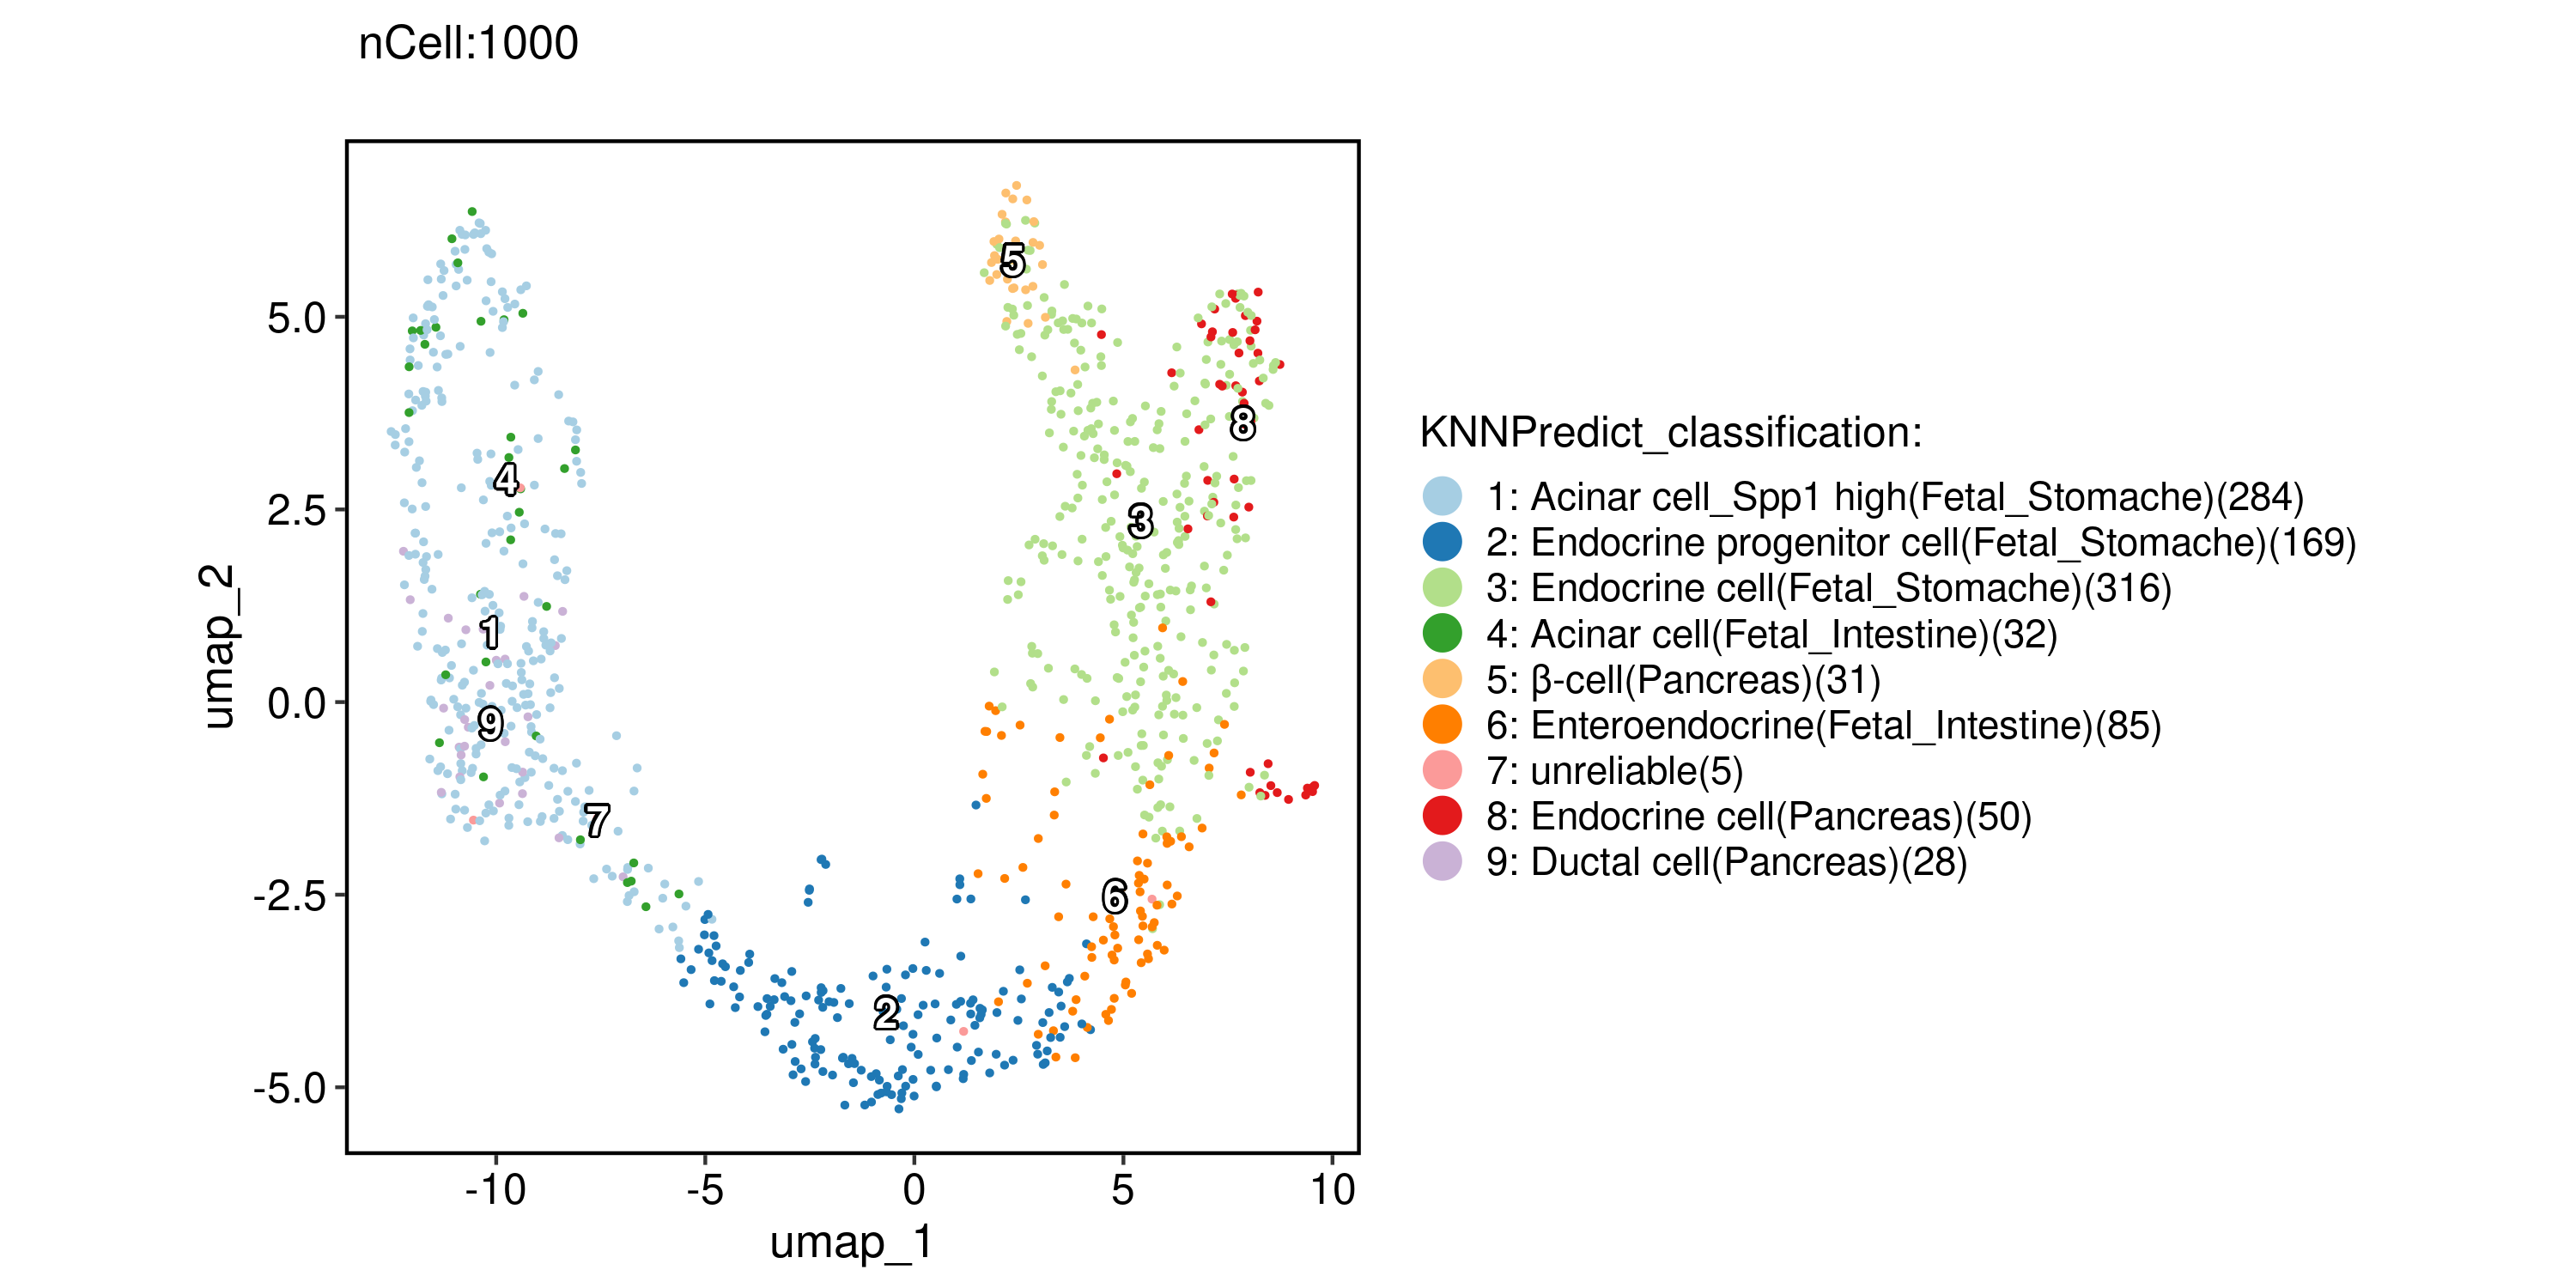 nCell:1000
5.0
2.5
0.0
-2.5
-5.0
umap_2
-10
-5
0
5
10
umap_1
5
8
4
3
1
9
7
6
2
KNNPredict_classification:
1: Acinar cell_Spp1 high(Fetal_Stomache)(284)
2: Endocrine progenitor cell(Fetal_Stomache)(169)
3: Endocrine cell(Fetal_Stomache)(316)
4: Acinar cell(Fetal_Intestine)(32)
5: β-cell(Pancreas)(31)
6: Enteroendocrine(Fetal_Intestine)(85)
7: unreliable(5)
8: Endocrine cell(Pancreas)(50)
9: Ductal cell(Pancreas)(28)